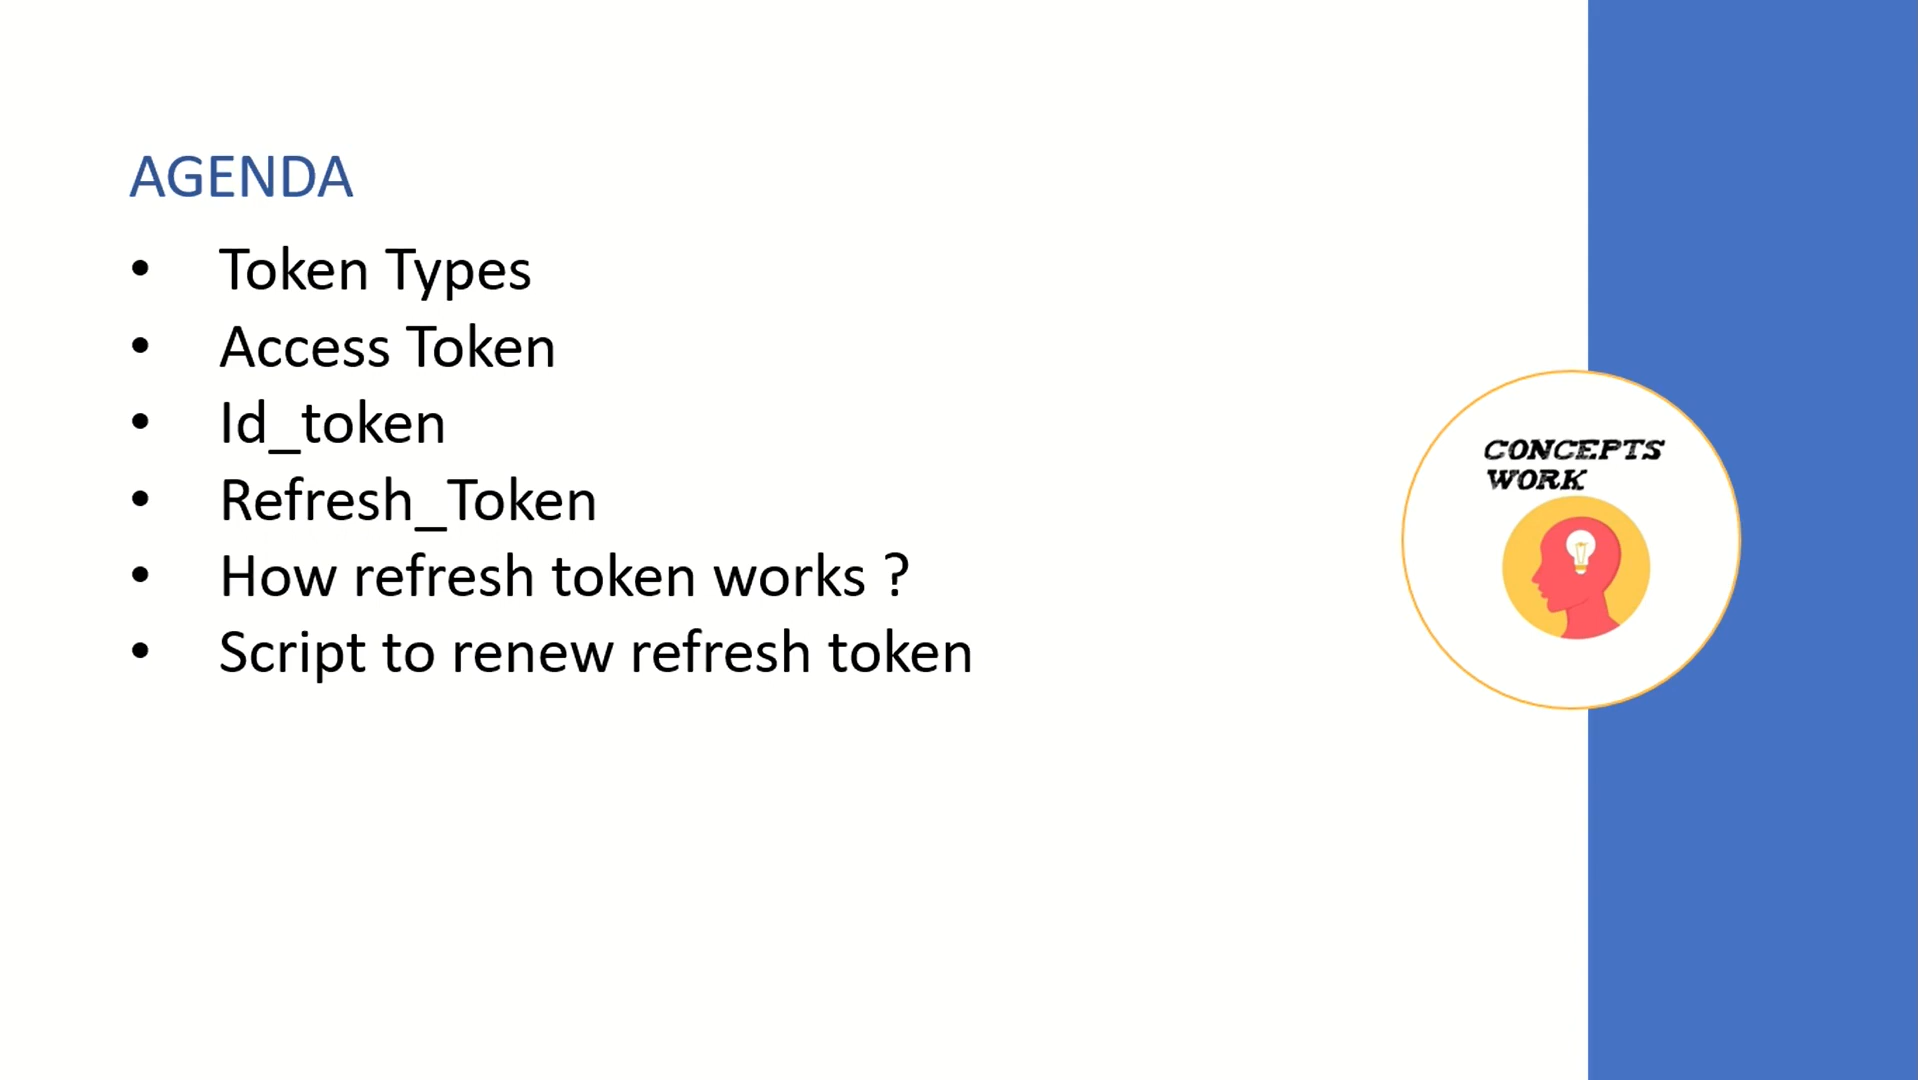 AGENDA
• Token Types
• Access Token
• Id_token
• Refresh_Token
• How refresh token works ?
• Script to renew refresh token
CONCEPTS
WORK